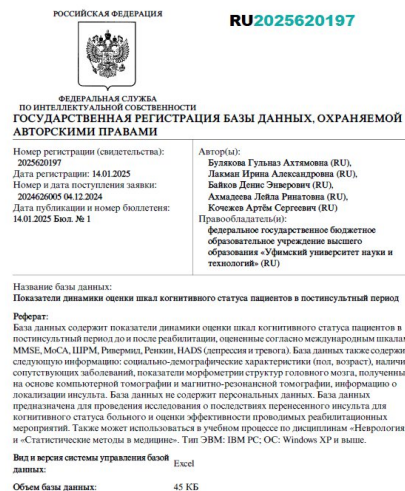 РОССИЙСКАЯ ФЕДЕРАЦИЯ
RU2025620197
ФЕДЕРАЛЬНАЯ СЛУЖБА
ПО ИНТЕЛЛЕКТУАЛЬНОЙ СОБСТВЕННОСТИ
ГОСУДАРСТВЕННАЯ РЕГИСТРАЦИЯ БАЗЫ ДАННЫХ, ОХРАНЯЕМОЙ
АВТОРСКИМИ ПРАВАМИ
Номер регистрации (свидетельства):
2025620197
Дата регистрации: 14.01.2025
Номер и дата поступления заявки:
2024626005 04.12.2024
Дата публикации и номер бюллетеня:
14.01.2025 Бюл. № 1
Автор(ы):
Булякова Гульназ Ахтямовна (RU),
Лакман Ирина Александровна (RU),
Байков Денис Энверович (RU),
Ахмадеева Лейла Ринатовна (RU),
Кочежев Артём Сергеевич (RU)
Правообладатель(и):
федеральное государственное бюджетное
образовательное учреждение высшего
образования «Уфимский университет науки и
технологий» (RU)
Название базы данных:
Показатели динамики оценки шкал когнитивного статуса пациентов в постинсультный период
Реферат:
База данных содержит показатели динамики оценки шкал когнитивного статуса пациентов в
постинсультный период до и после реабилитации, оцененные согласно международным шкалам
MMSE, MoCA, ШРМ, Ривермид, Ренкин, HADS (депрессия и тревога). База данных также содержи
следующую информацию: социально-демографические характеристики (пол, возраст), наличи
сопутствующих заболеваний, показатели морфометрии структур головного мозга, полученны
на основе компьютерной томографии и магнитно-резонансной томографии, информацию о
локализации инсульта. База данных не содержит персональных данных. База данных
предназначена для проведения исследования о последствиях перенесенного инсульта для
когнитивного статуса больного и оценки эффективности проводимых реабилитационных
мероприятий. Также может использоваться в учебном процессе по дисциплинам «Неврология
и «Статистические методы в медицине». Тип ЭВМ: IBM PC; ОС: Windows XP и выше.
Вид и версия системы управления базой
данных: Excel
Объем базы данных: 45 КБ